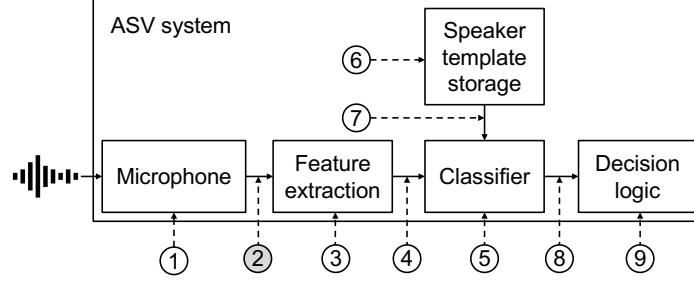 ASV system
Speaker
template
storage
6
7
Microphone
Feature
extraction
Classifier
Decision
logic
1
2
3
4
5
8
9